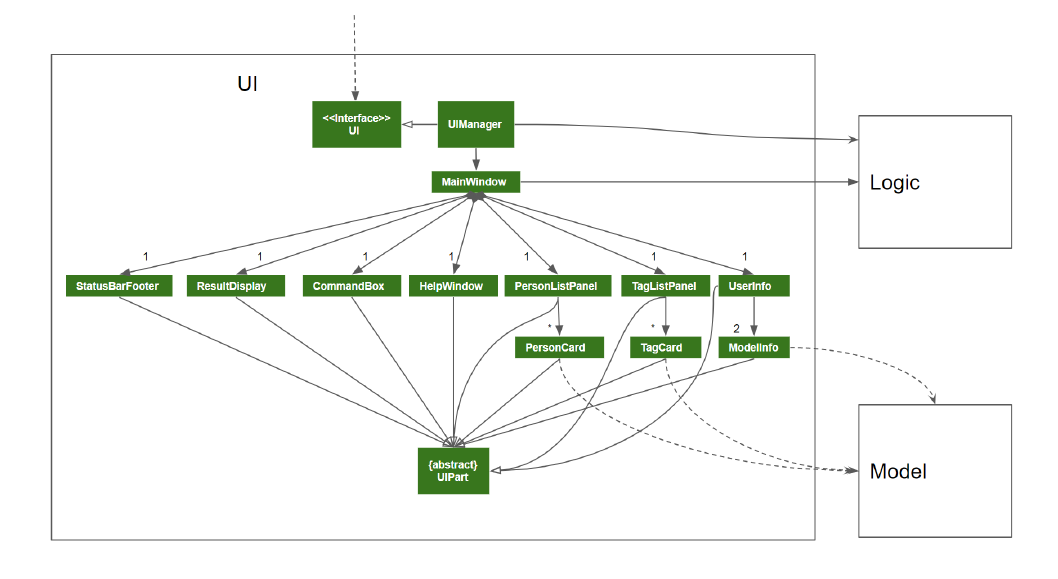 UI
<<Interface>>
UI
UIManager
MainWindow
Logic
1
1
1
1
1
1
1
StatusBarFooter
ResultDisplay
CommandBox
HelpWindow
PersonListPanel
TagListPanel
UserInfo
*
*
2
PersonCard
TagCard
ModelInfo
{abstract}
UIPart
Model